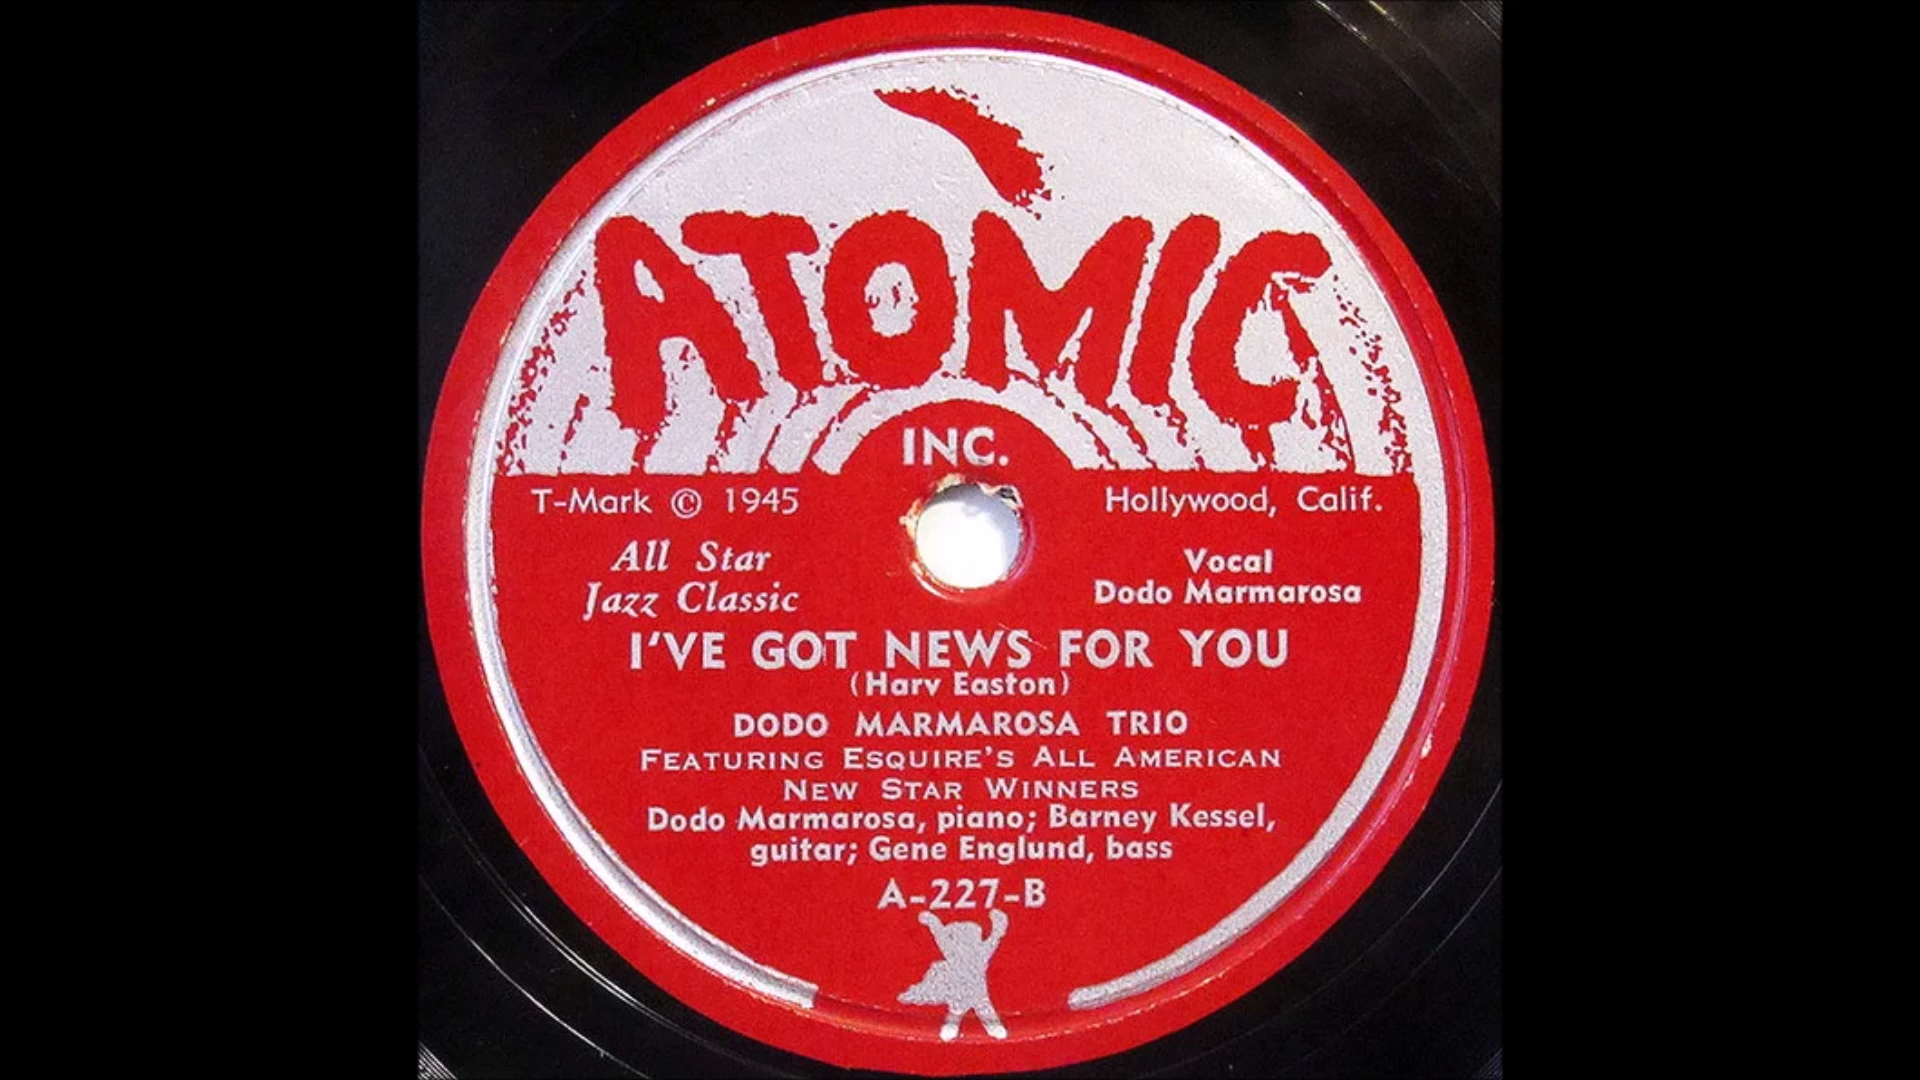 ATOMIC
INC.
T-Mark © 1945
Hollywood, Calif.
All Star
Jazz Classic
Vocal
Dodo Marmarosa
I'VE GOT NEWS FOR YOU
(Harv Easton)
DODO MARMAROSA TRIO
FEATURING ESQUIRE'S ALL AMERICAN
NEW STAR WINNERS
Dodo Marmarosa, piano; Barney Kessel,
guitar; Gene Englund, bass
A-227-B